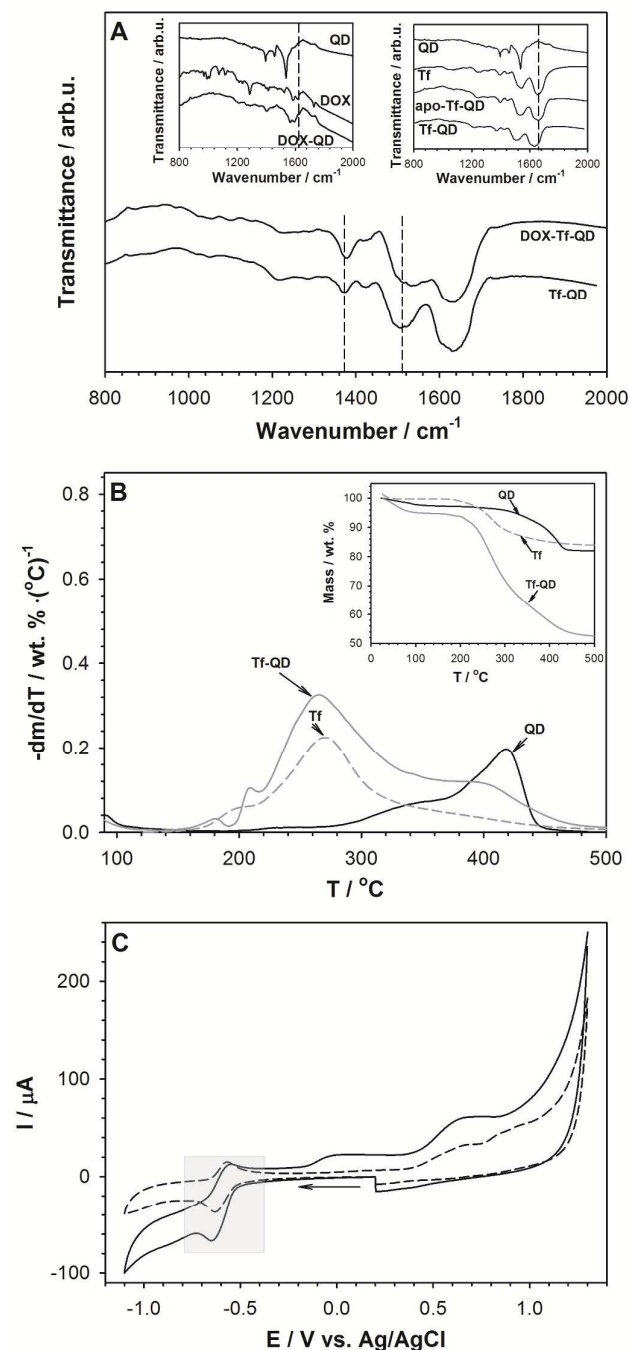 A
Transmittance / arb.u.
QD
DOX
DOX-QD
800 1200 1600 2000
Wavenumber / cm-1
Transmittance / arb.u.
QD
Tf
apo-Tf-QD
Tf-QD
800 1200 1600 2000
Wavenumber / cm-1
Transmittance / arb.u.
DOX-Tf-QD
Tf-QD
800 1000 1200 1400 1600 1800 2000
Wavenumber / cm-1
B
-dm/dT / wt. % ·(oC)-1
0.8
0.6
0.4
0.2
0.0
Tf-QD
Tf
QD
100 200 300 400 500
T / oC
Mass / wt. %
100
90
80
70
60
50
QD
Tf
Tf-QD
0 100 200 300 400 500
T / oC
C
I / µA
200
100
0
-100
-1.0 -0.5 0.0 0.5 1.0
E / V vs. Ag/AgCl